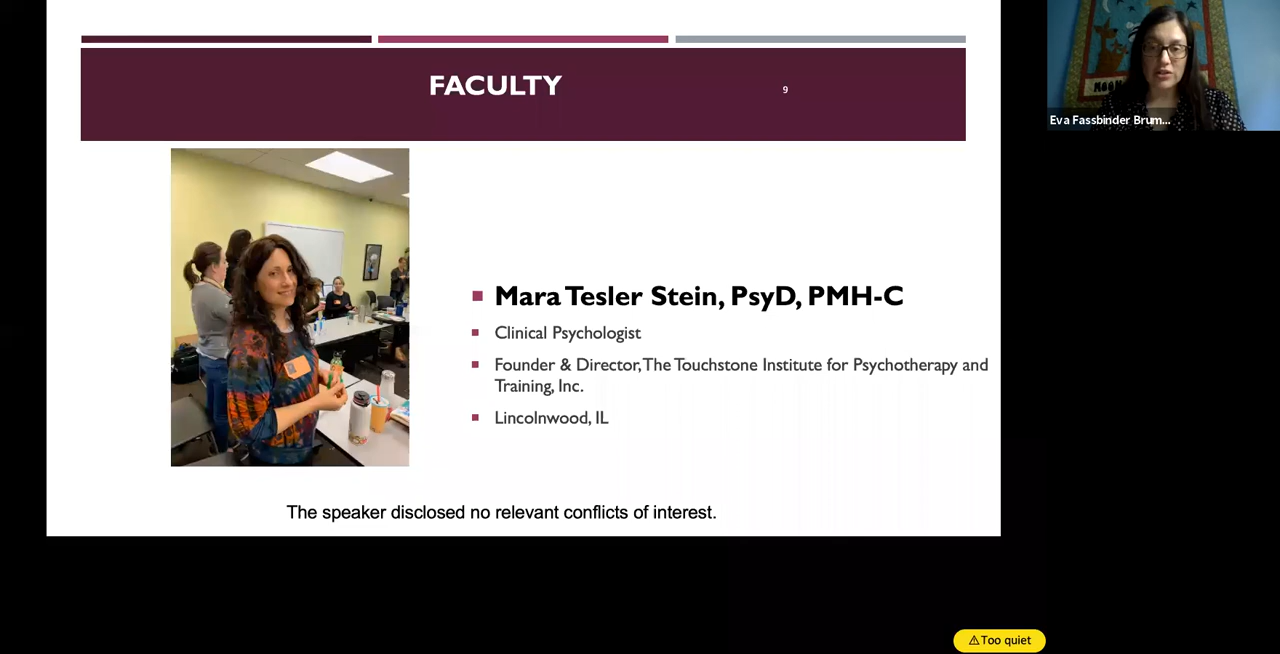 FACULTY
9
Mara Tesler Stein, PsyD, PMH-C
Clinical Psychologist
Founder & Director, The Touchstone Institute for Psychotherapy and
Training, Inc.
Lincolnwood, IL
The speaker disclosed no relevant conflicts of interest.
Eva Fassbinder Brum...
Too quiet